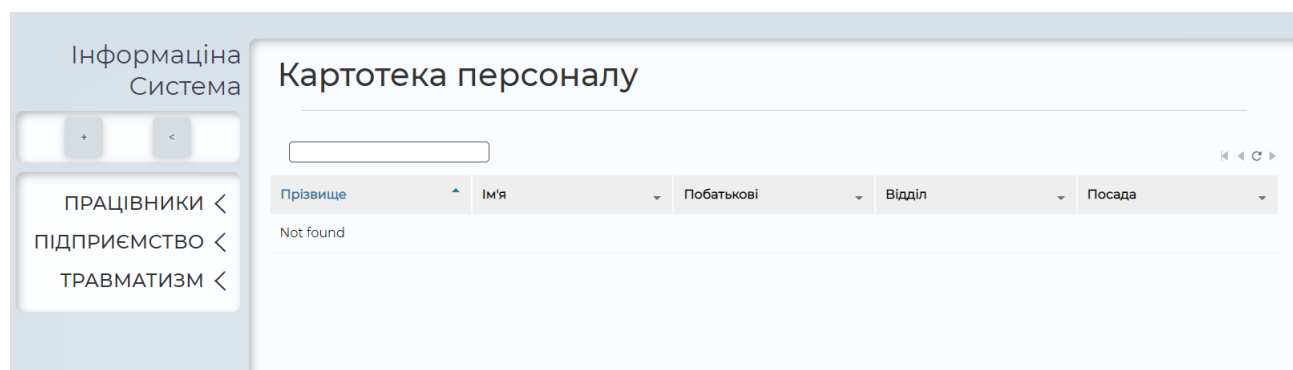 Інформаціна
Система
+ <
ПРАЦІВНИКИ
ПІДПРИЄМСТВО
ТРАВМАТИЗМ
Картотека персоналу
Прізвище Ім'я Побатькові Відділ Посада
Not found